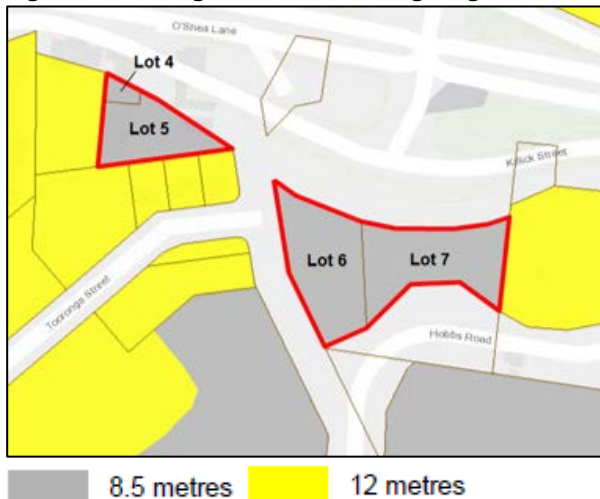 O'Shea Lane
Lot 4
Lot 5
Street
Lot 6
Lot 7
Tooronga Street
Hobbs Road
8.5 metres
12 metres